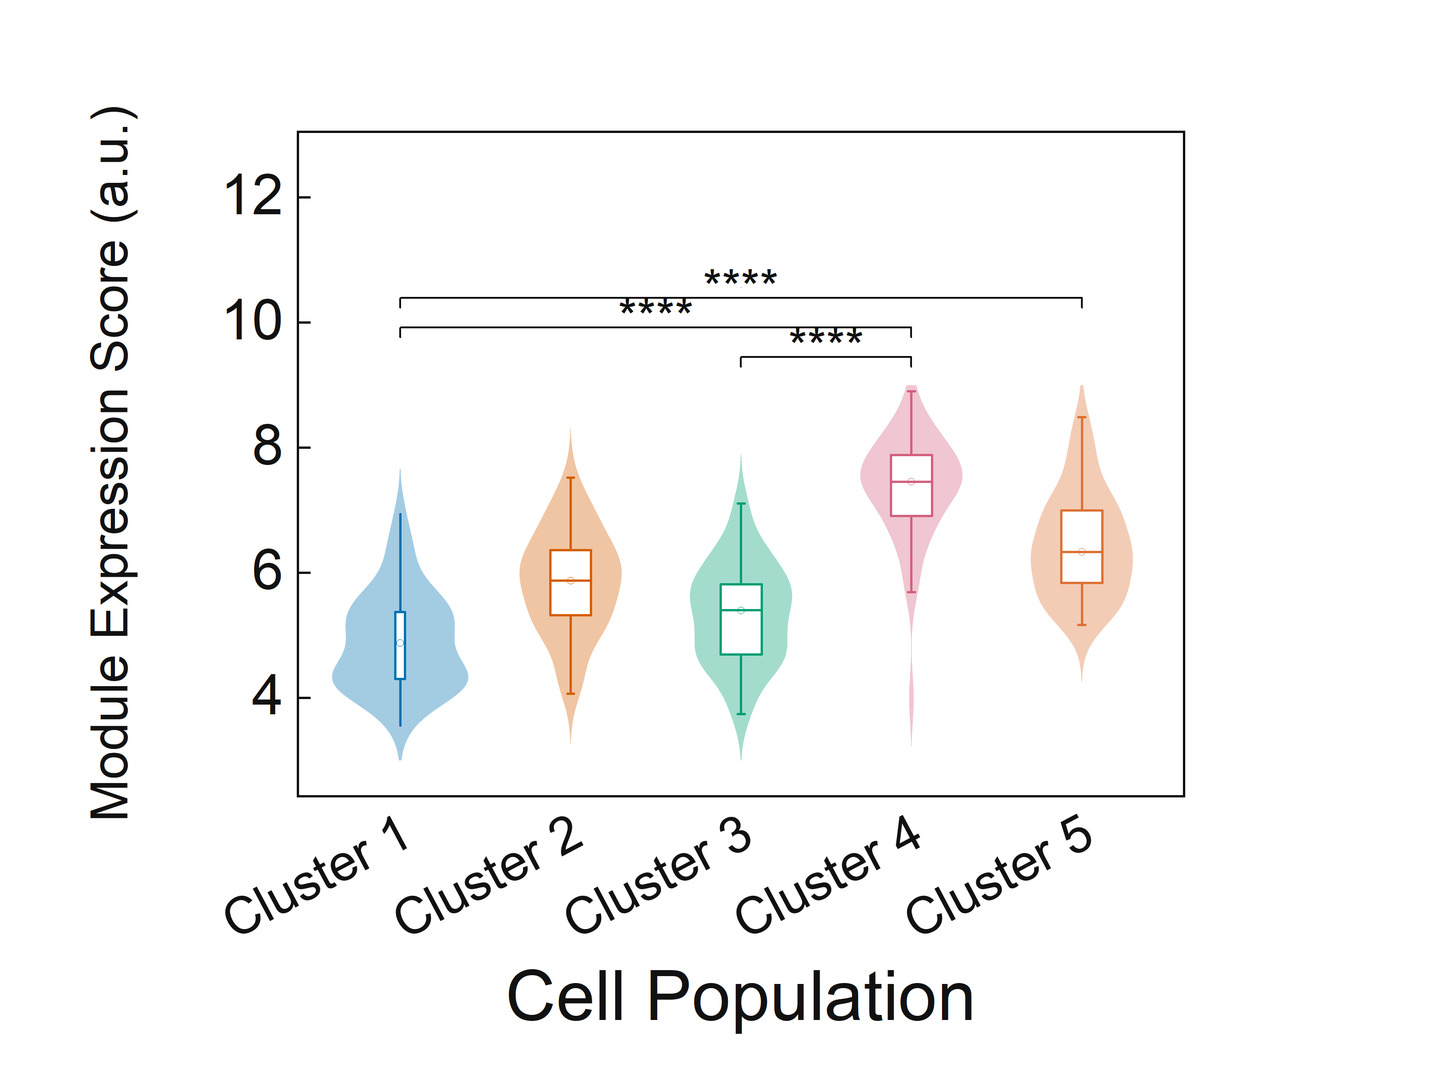 Module Expression Score (a.u.)
12
10
8
6
4
****
****
****
Cluster 1
Cluster 2
Cluster 3
Cluster 4
Cluster 5
Cell Population